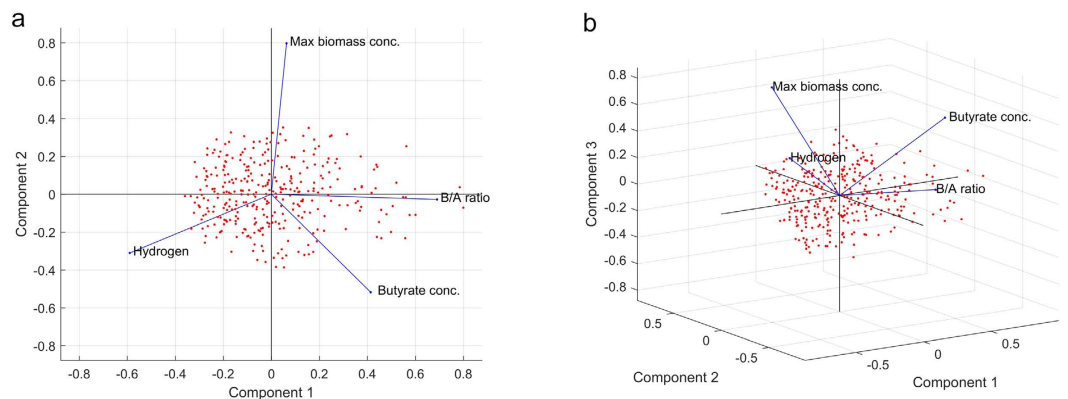 a
Max biomass conc.
B/A ratio
Hydrogen
Butyrate conc.
0.8
0.6
0.4
0.2
0
-0.2
-0.4
-0.6
-0.8
Component 2
-0.8 -0.6 -0.4 -0.2 0 0.2 0.4 0.6 0.8
Component 1
b
Max biomass conc.
Butyrate conc.
Hydrogen
B/A ratio
0.8
0.6
0.4
0.2
0
-0.2
-0.4
-0.6
-0.8
Component 3
0.5 0 -0.5
Component 2
-0.5 0 0.5
Component 1